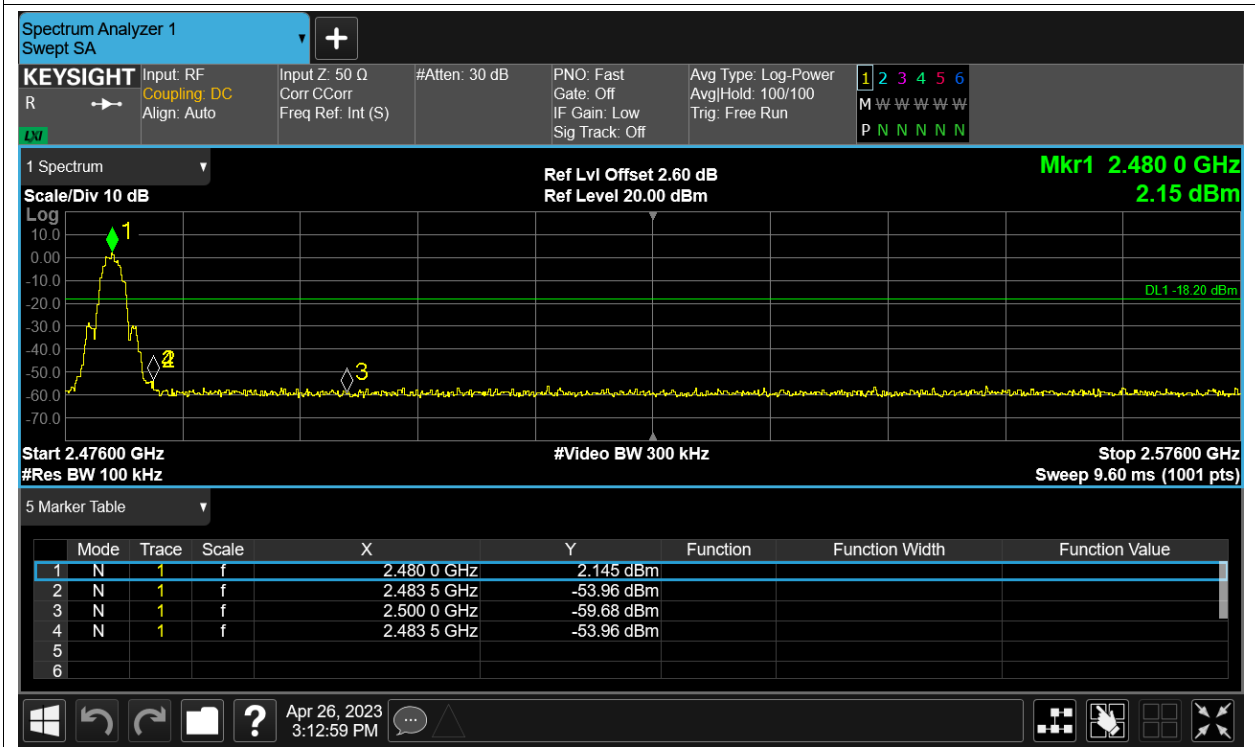 Spectrum Analyzer 1
Swept SA
KEYSIGHT
R
LXI
Input: RF
Coupling: DC
Align: Auto
Input Z: 50 Ω
Corr CCorr
Freq Ref: Int (S)
#Atten: 30 dB
PNO: Fast
Gate: Off
IF Gain: Low
Sig Track: Off
Avg Type: Log-Power
Avg|Hold: 100/100
Trig: Free Run
1 2 3 4 5 6
M W W W W W
P N N N N N
1 Spectrum
Scale/Div 10 dB
Ref Lvl Offset 2.60 dB
Ref Level 20.00 dBm
Mkr1 2.480 0 GHz
2.15 dBm
Log
10.0
0.00
-10.0
-20.0
-30.0
-40.0
-50.0
-60.0
-70.0
1
2
3
DL1 -18.20 dBm
Start 2.47600 GHz
#Video BW 300 kHz
Stop 2.57600 GHz
#Res BW 100 kHz
Sweep 9.60 ms (1001 pts)
5 Marker Table
Mode Trace Scale X Y Function Function Width Function Value
1 N 1 f 2.480 0 GHz 2.145 dBm
2 N 1 f 2.483 5 GHz -53.96 dBm
3 N 1 f 2.500 0 GHz -59.68 dBm
4 N 1 f 2.483 5 GHz -53.96 dBm
5
6
?
Apr 26, 2023
3:12:59 PM